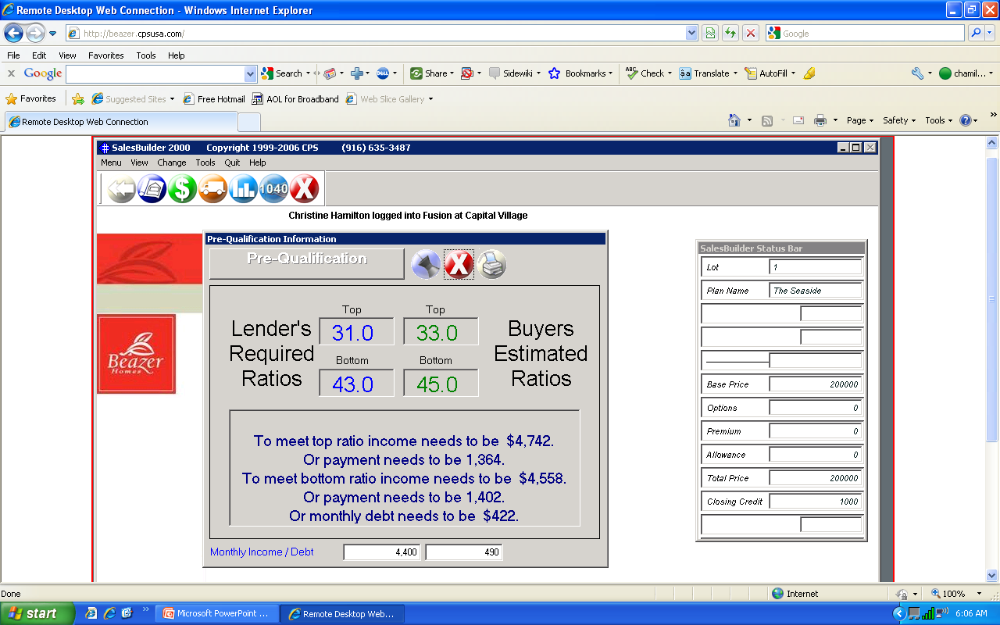 Remote Desktop Web Connection - Windows Internet Explorer
http://beazer.cpsusa.com/
Google
File Edit View Favorites Tools Help
x Google Search Share Sidewiki Bookmarks ABC Check Translate AutoFill chamil...
Favorites Suggested Sites Free Hotmail AOL for Broadband Web Slice Gallery
Remote Desktop Web Connection
Page Safety Tools
SalesBuilder 2000 Copyright 1999-2006 CPS (916) 635-3487
Menu View Change Tools Quit Help
$ 1040 X
Christine Hamilton logged into Fusion at Capital Village
Pre-Qualification Information
Pre-Qualification
Top Top
Lender's Required Ratios
31.0 33.0
Buyers Estimated Ratios
Bottom Bottom
43.0 45.0
To meet top ratio income needs to be $4,742.
Or payment needs to be 1,364.
To meet bottom ratio income needs to be $4,558.
Or payment needs to be 1,402.
Or monthly debt needs to be $422.
Monthly Income / Debt 4,400 490
Beazer
Homes
SalesBuilder Status Bar
Lot 1
Plan Name The Seaside
Base Price 200000
Options 0
Premium 0
Allowance 0
Total Price 200000
Closing Credit 1000
Done Internet 100%
start Microsoft PowerPoint ... Remote Desktop Web... 6:06 AM